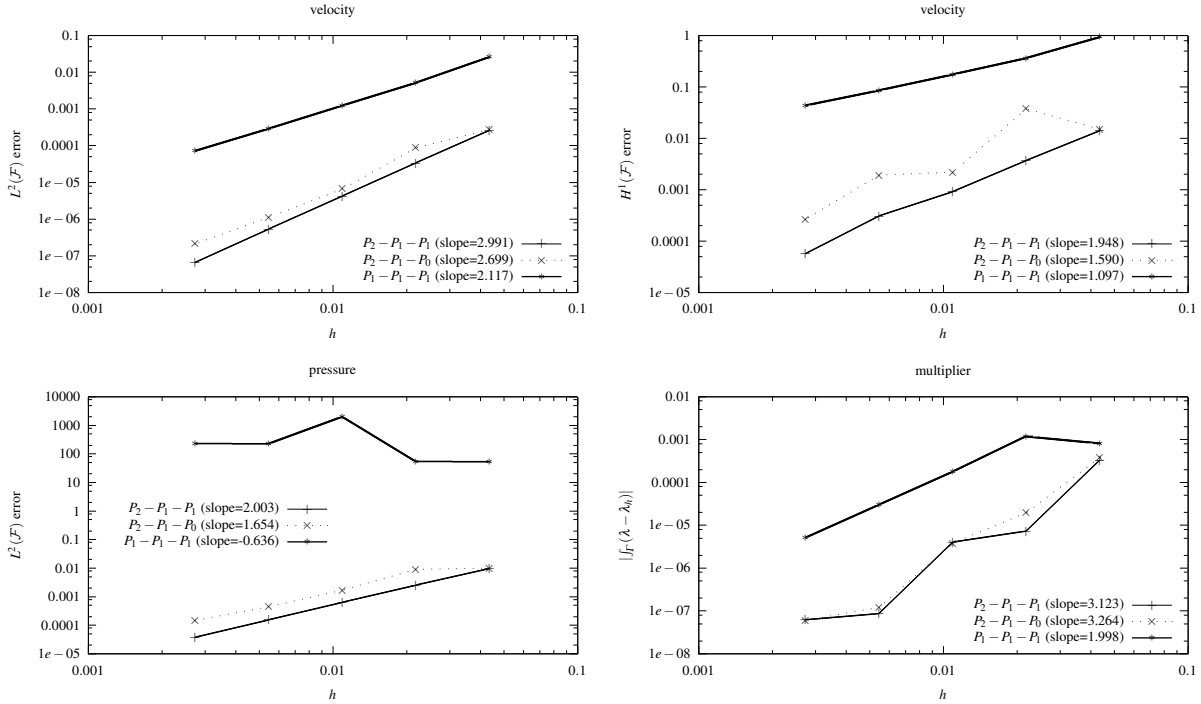 velocity
0.1
0.01
0.001
0.0001
1e−05
1e−06
1e−07
1e−08
L²(ℱ) error
P₂−P₁−P₁ (slope=2.991)
P₂−P₁−P₀ (slope=2.699)
P₁−P₁−P₁ (slope=2.117)
0.001
0.01
0.1
h
velocity
1
0.1
0.01
0.001
0.0001
1e−05
H¹(ℱ) error
P₂−P₁−P₁ (slope=1.948)
P₂−P₁−P₀ (slope=1.590)
P₁−P₁−P₁ (slope=1.097)
0.001
0.01
0.1
h
pressure
10000
1000
100
10
1
0.1
0.01
0.001
0.0001
1e−05
L²(ℱ) error
P₂−P₁−P₁ (slope=2.003)
P₂−P₁−P₀ (slope=1.654)
P₁−P₁−P₁ (slope=-0.636)
0.001
0.01
0.1
h
multiplier
0.01
0.001
0.0001
1e−05
1e−06
1e−07
1e−08
|∫_Γ(λ−λₕ)|
P₂−P₁−P₁ (slope=3.123)
P₂−P₁−P₀ (slope=3.264)
P₁−P₁−P₁ (slope=1.998)
0.001
0.01
0.1
h